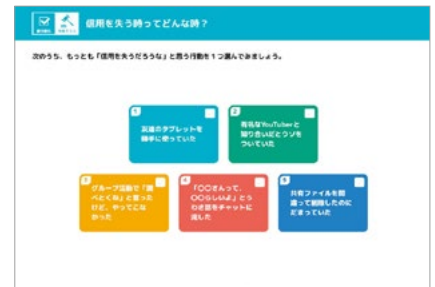 信用を失う時ってどんな時？
次のうち、もっとも「信用を失うだろうな」と思う行動を1つ選んでみましょう。
1
友達のタブレットを
勝手に使っていた
2
有名なYouTuberと
知り合いだとウソを
ついていた
3
グループ活動で「調
べとくね」と言った
けど、やってこな
かった
4
「〇〇さんって、
〇〇らしいよ」とう
わさ話をチャットに
流した
5
共有ファイルを間
違って削除したのに
だまっていた